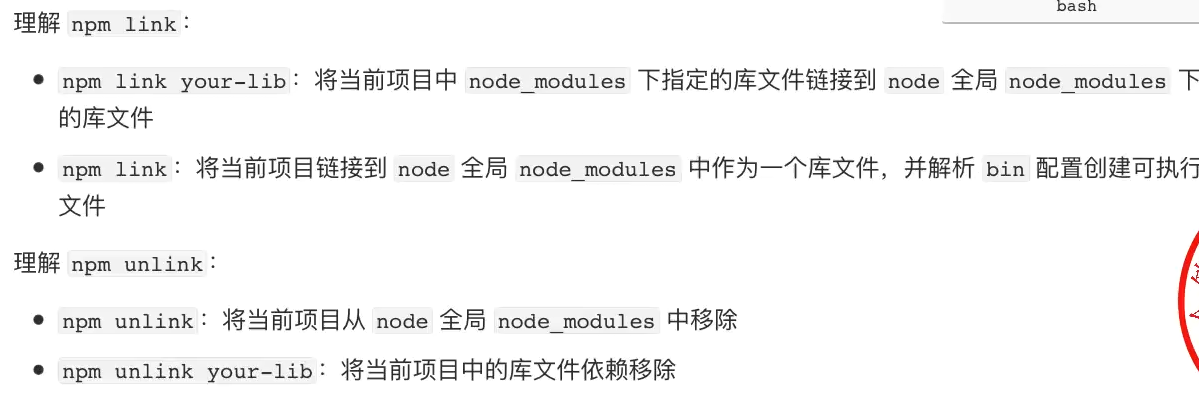 bash
理解 npm link：
npm link your-lib：将当前项目中 node_modules 下指定的库文件链接到 node 全局 node_modules 下
的库文件
npm link：将当前项目链接到 node 全局 node_modules 中作为一个库文件，并解析 bin 配置创建可执行
文件
理解 npm unlink：
npm unlink：将当前项目从 node 全局 node_modules 中移除
npm unlink your-lib：将当前项目中的库文件依赖移除